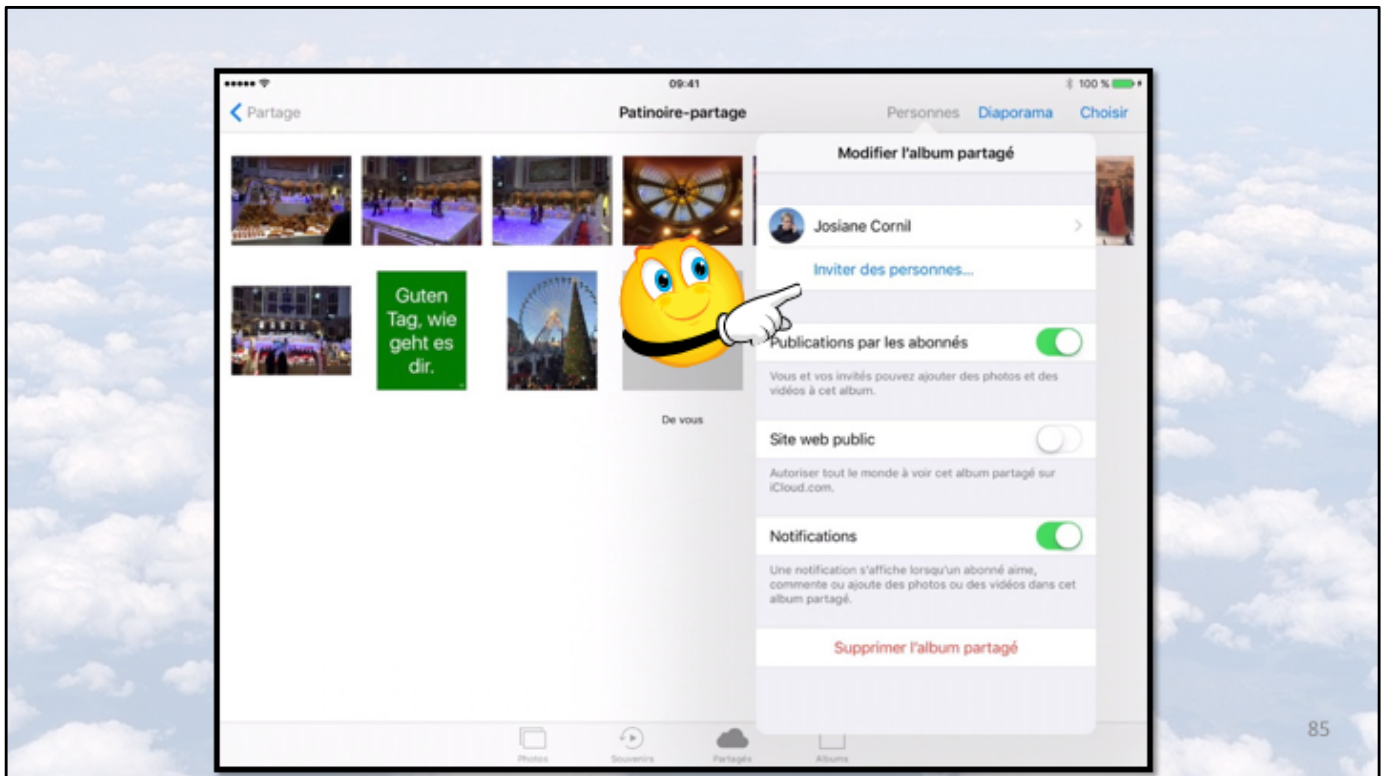 09:41
100 %
Partage
Patinoire-partage
Personnes
Diaporama
Choisir
Modifier l'album partagé
Josiane Cornil
Inviter des personnes...
Guten
Tag, wie
geht es
dir.
De vous
Publications par les abonnés
Vous et vos invités pouvez ajouter des photos et des
vidéos à cet album.
Site web public
Autoriser tout le monde à voir cet album partagé sur
iCloud.com.
Notifications
Une notification s'affiche lorsqu'un abonné aime,
commente ou ajoute des photos ou des vidéos dans cet
album partagé.
Supprimer l'album partagé
Photos
Souvenirs
Partagés
Albums
85